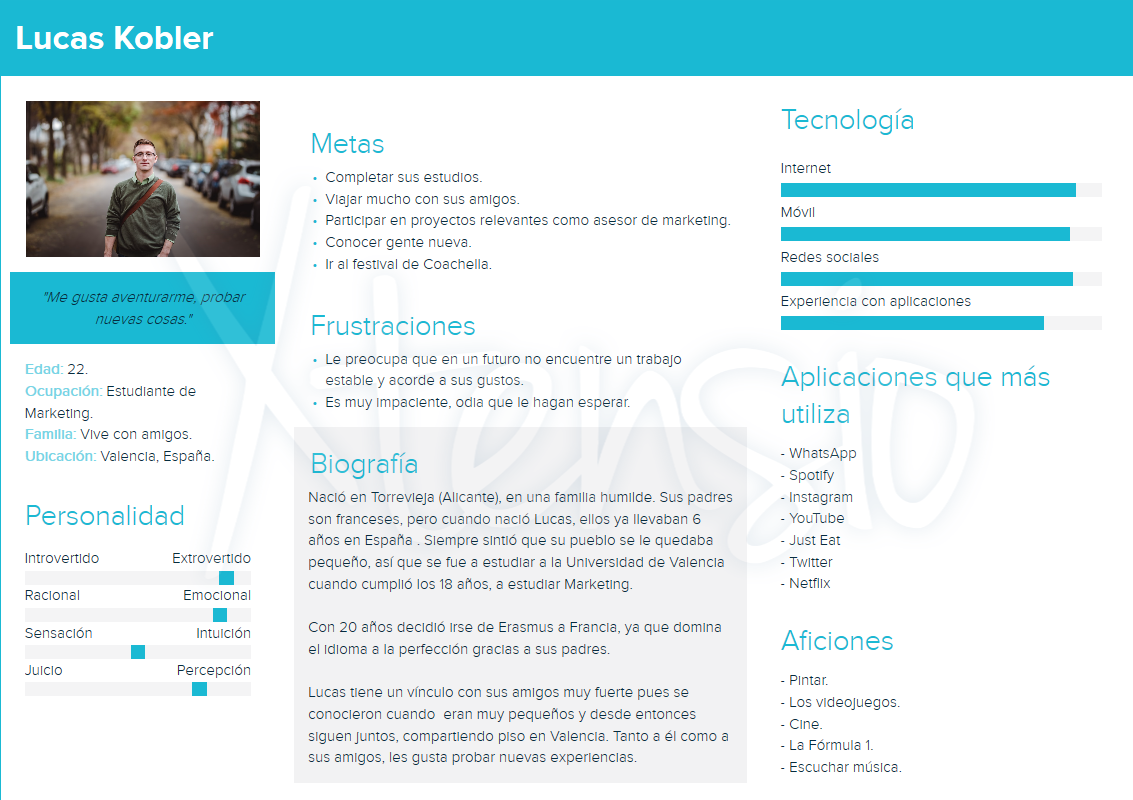 Lucas Kobler
"Me gusta aventurarme, probar
nuevas cosas."
Edad: 22.
Ocupación: Estudiante de
Marketing.
Familia: Vive con amigos.
Ubicación: Valencia, España.
Personalidad
Introvertido Extrovertido
Racional Emocional
Sensación Intuición
Juicio Percepción
Metas
• Completar sus estudios.
• Viajar mucho con sus amigos.
• Participar en proyectos relevantes como asesor de marketing.
• Conocer gente nueva.
• Ir al festival de Coachella.
Frustraciones
• Le preocupa que en un futuro no encuentre un trabajo
estable y acorde a sus gustos.
• Es muy impaciente, odia que le hagan esperar.
Biografía
Nació en Torrevieja (Alicante), en una familia humilde. Sus padres
son franceses, pero cuando nació Lucas, ellos ya llevaban 6
años en España . Siempre sintió que su pueblo se le quedaba
pequeño, así que se fue a estudiar a la Universidad de Valencia
cuando cumplió los 18 años, a estudiar Marketing.
Con 20 años decidió irse de Erasmus a Francia, ya que domina
el idioma a la perfección gracias a sus padres.
Lucas tiene un vínculo con sus amigos muy fuerte pues se
conocieron cuando  eran muy pequeños y desde entonces
siguen juntos, compartiendo piso en Valencia. Tanto a él como a
sus amigos, les gusta probar nuevas experiencias.
Tecnología
Internet
Móvil
Redes sociales
Experiencia con aplicaciones
Aplicaciones que más
utiliza
- WhatsApp
- Spotify
- Instagram
- YouTube
- Just Eat
- Twitter
- Netflix
Aficiones
- Pintar.
- Los videojuegos.
- Cine.
- La Fórmula 1.
- Escuchar música.
Xtensio